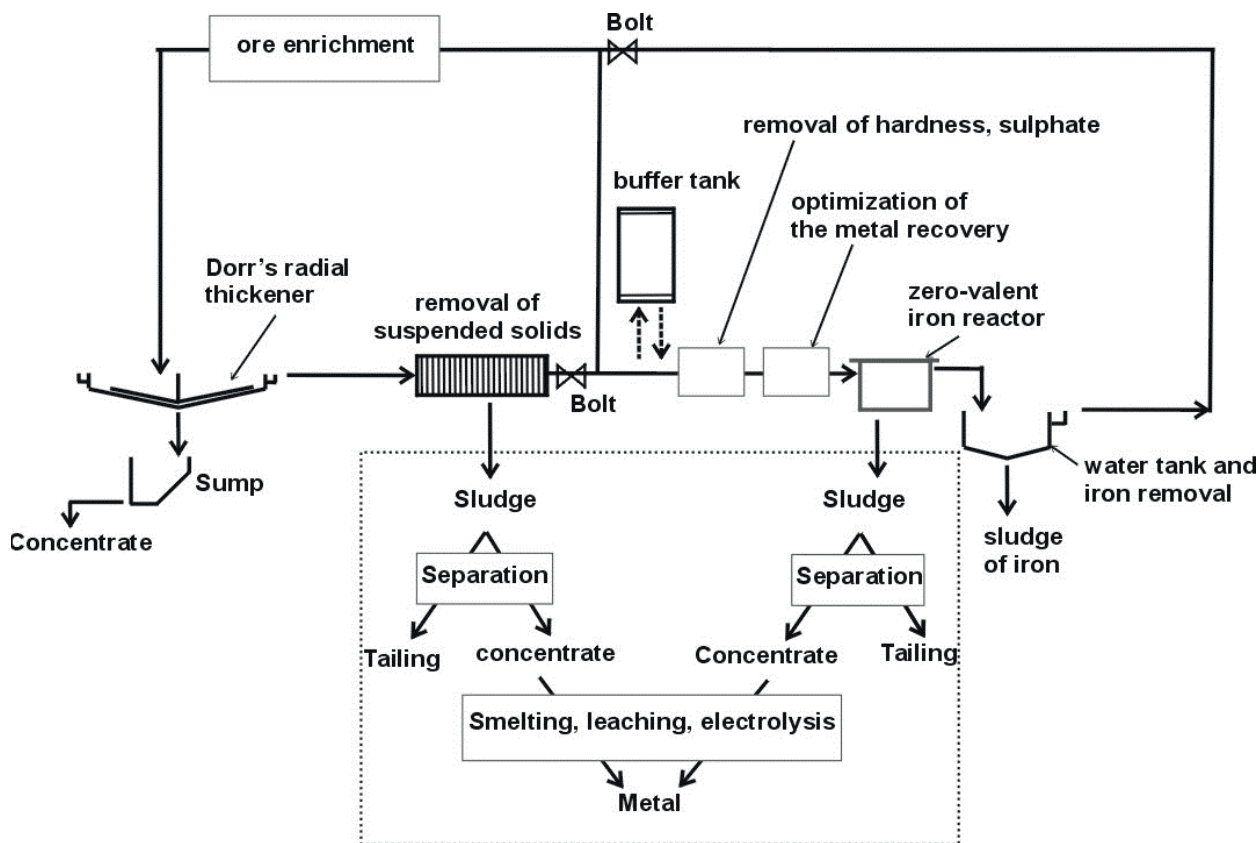 Bolt
ore enrichment
removal of hardness, sulphate
buffer tank
optimization of
the metal recovery
Dorr's radial
thickener
removal of
suspended solids
zero-valent
iron reactor
Bolt
Sump
Concentrate
water tank and
iron removal
sludge
of iron
Sludge
Sludge
Separation
Separation
Tailing
concentrate
Concentrate
Tailing
Smelting, leaching, electrolysis
Metal